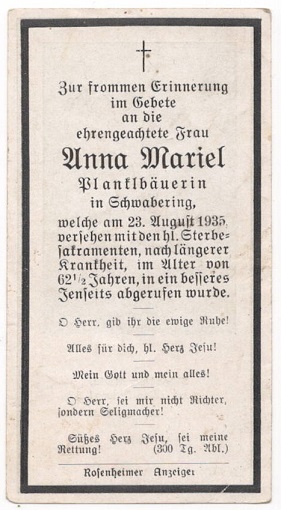 Zur frommen Erinnerung
im Gebete
an die
ehrengeachtete Frau
Anna Mariel
Planklbäuerin
in Schwabering,
welche am 23. August 1935,
versehen mit den hl. Sterbe-
sakramenten, nach längerer
Krankheit, im Alter von
62½ Jahren, in ein besseres
Jenseits abgerufen wurde.
O Herr, gib ihr die ewige Ruhe!
Alles für dich, hl. Herz Jesu!
Mein Gott und mein alles!
O Herr, sei mir nicht Richter,
sondern Seligmacher!
Süßes Herz Jesu, sei meine
Rettung! (300 Tg. Abl.)
Rosenheimer Anzeiger